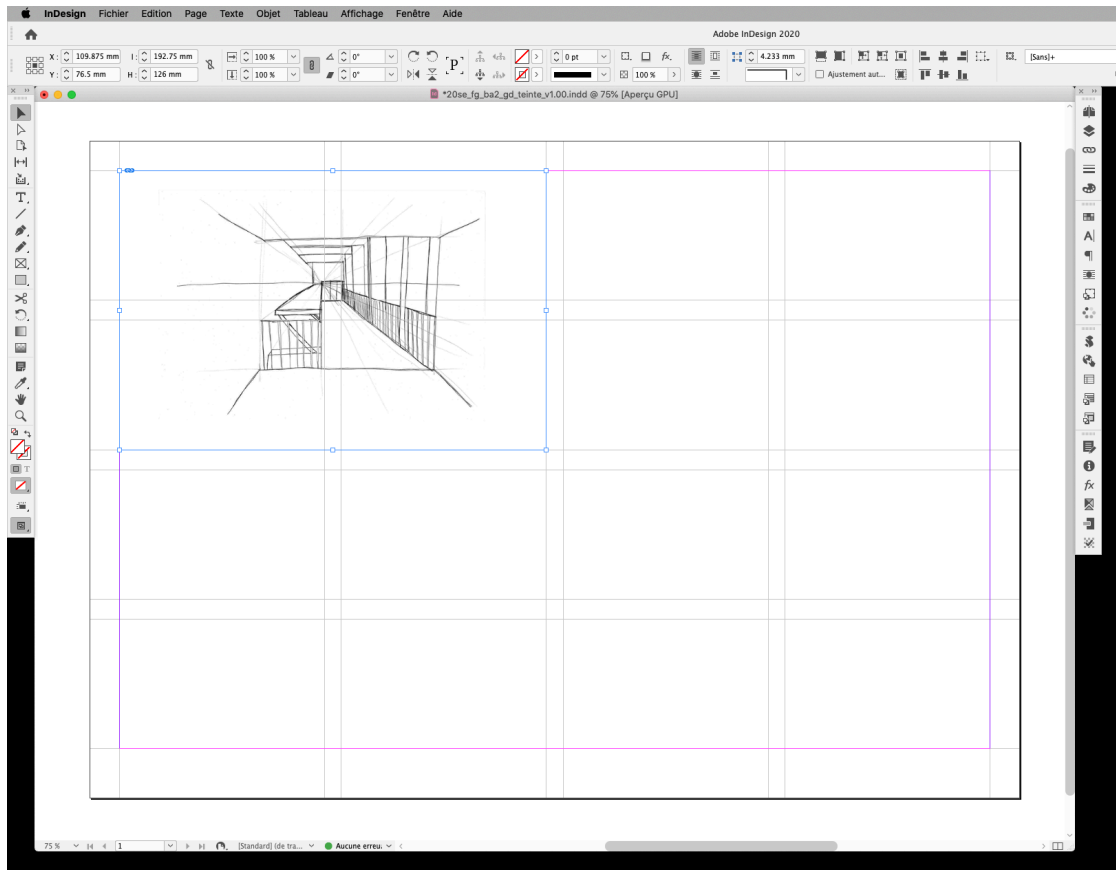 InDesign Fichier Edition Page Texte Objet Tableau Affichage Fenêtre Aide
Adobe InDesign 2020
X : 109.875 mm I : 192.75 mm 100 % 0° P 0 pt fx. 4.233 mm [Sans]+
Y : 76.5 mm H : 126 mm 100 % 0° 100 % Ajustement aut...
*20se_fg_ba2_gd_teinte_v1.00.indd @ 75% [Aperçu GPU]
75 % 1 [Standard] (de tra... Aucune erreu